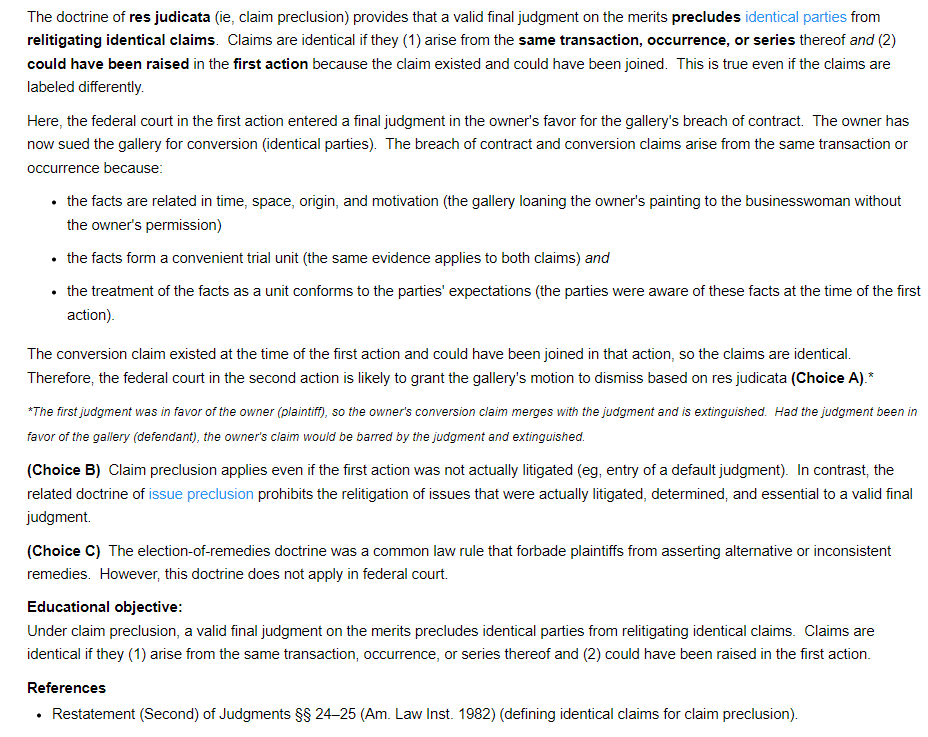 The doctrine of res judicata (ie, claim preclusion) provides that a valid final judgment on the merits precludes identical parties from
relitigating identical claims. Claims are identical if they (1) arise from the same transaction, occurrence, or series thereof and (2)
could have been raised in the first action because the claim existed and could have been joined. This is true even if the claims are
labeled differently.
Here, the federal court in the first action entered a final judgment in the owner's favor for the gallery's breach of contract. The owner has
now sued the gallery for conversion (identical parties). The breach of contract and conversion claims arise from the same transaction or
occurrence because:
• the facts are related in time, space, origin, and motivation (the gallery loaning the owner's painting to the businesswoman without
the owner's permission)
• the facts form a convenient trial unit (the same evidence applies to both claims) and
• the treatment of the facts as a unit conforms to the parties' expectations (the parties were aware of these facts at the time of the first
action).
The conversion claim existed at the time of the first action and could have been joined in that action, so the claims are identical.
Therefore, the federal court in the second action is likely to grant the gallery's motion to dismiss based on res judicata (Choice A).*
*The first judgment was in favor of the owner (plaintiff), so the owner's conversion claim merges with the judgment and is extinguished. Had the judgment been in
favor of the gallery (defendant), the owner's claim would be barred by the judgment and extinguished.
(Choice B) Claim preclusion applies even if the first action was not actually litigated (eg, entry of a default judgment). In contrast, the
related doctrine of issue preclusion prohibits the relitigation of issues that were actually litigated, determined, and essential to a valid final
judgment.
(Choice C) The election-of-remedies doctrine was a common law rule that forbade plaintiffs from asserting alternative or inconsistent
remedies. However, this doctrine does not apply in federal court.
Educational objective:
Under claim preclusion, a valid final judgment on the merits precludes identical parties from relitigating identical claims. Claims are
identical if they (1) arise from the same transaction, occurrence, or series thereof and (2) could have been raised in the first action.
References
• Restatement (Second) of Judgments §§ 24–25 (Am. Law Inst. 1982) (defining identical claims for claim preclusion).